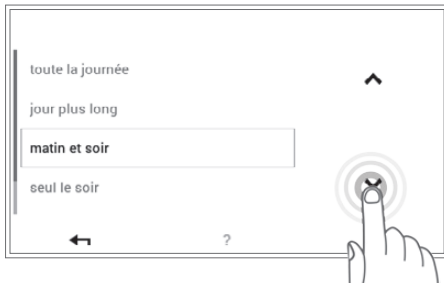 toute la journée
jour plus long
matin et soir
seul le soir
?